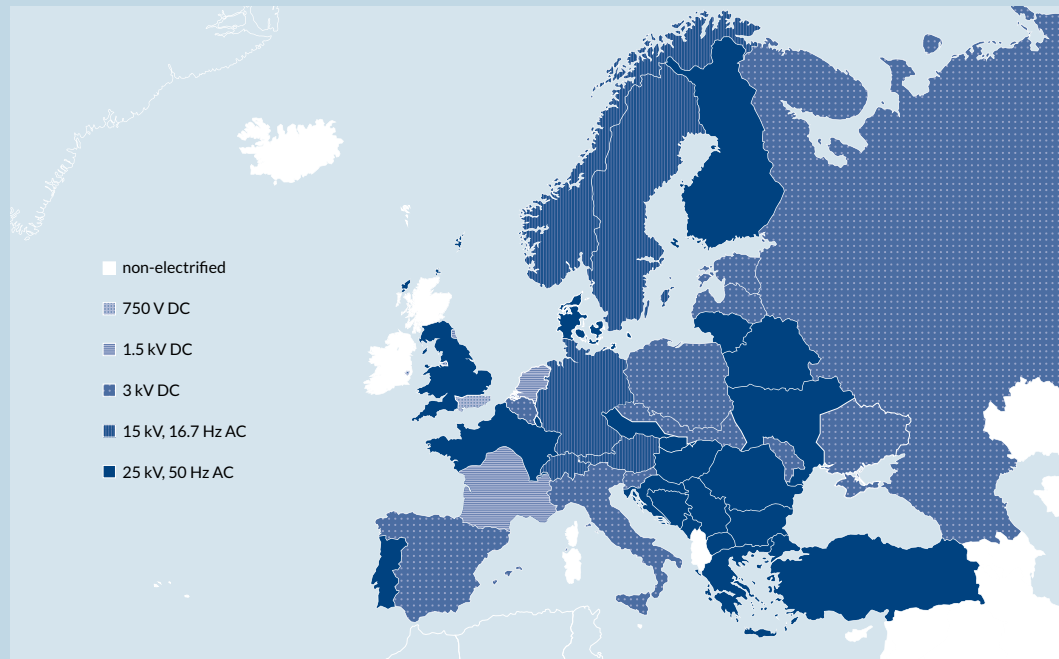 non-electrified
750 V DC
1.5 kV DC
3 kV DC
15 kV, 16.7 Hz AC
25 kV, 50 Hz AC